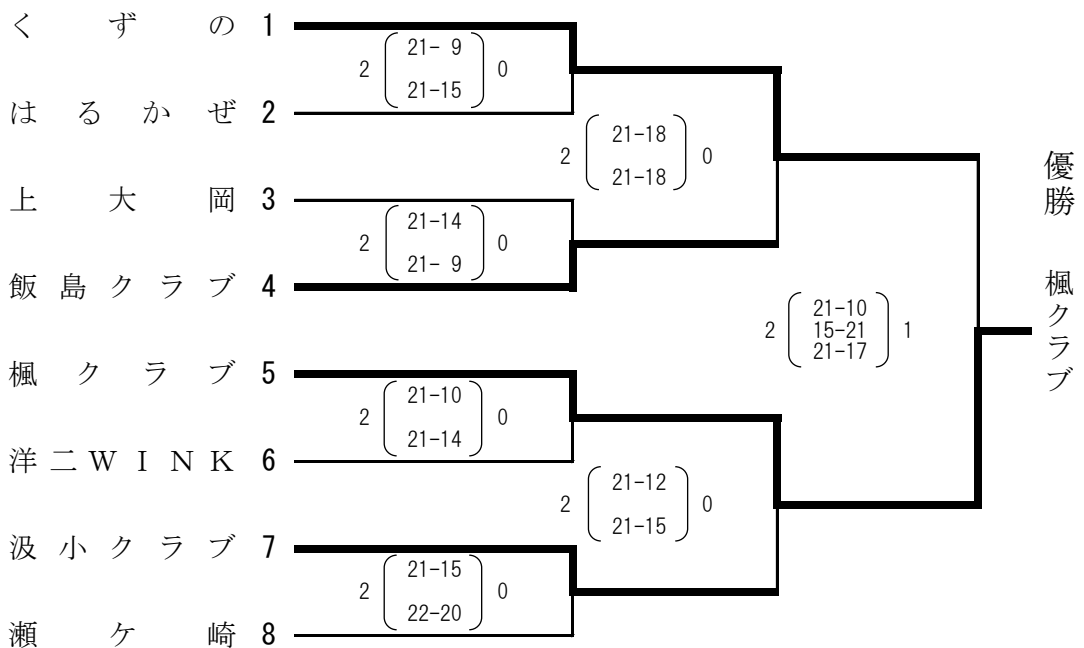 くずの 1
2 21- 9 0
21-15
はるかぜ 2
2 21-18 0
21-18
上大岡 3
2 21-14 0
21- 9
飯島クラブ 4
2 21-10 1
15-21
21-17
優勝 楓クラブ
楓クラブ 5
2 21-10 0
21-14
洋二WINK 6
2 21-12 0
21-15
汲小クラブ 7
2 21-15 0
22-20
瀬ケ崎 8